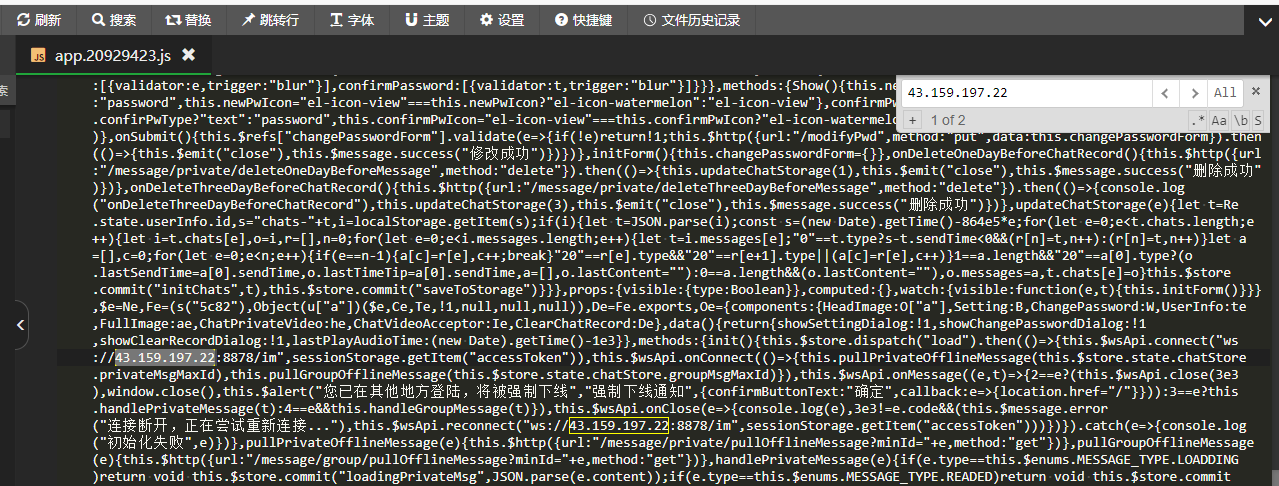 刷新 搜索 替换 跳转行 字体 主题 设置 快捷键 文件历史记录
JS app.20929423.js
索
43.159.197.22 All
+ 1 of 2 .* Aa \b S
:[{validator:e,trigger:"blur"}],confirmPassword:[{validator:t,trigger:"blur"}]}}},methods:{Show(){this.new
:"password",this.newPwIcon="el-icon-view"===this.newPwIcon?"el-icon-watermelon":"el-icon-view"},confirmPw
.confirPwType?"text":"password",this.confirmPwIcon="el-icon-view"===this.confirmPwIcon?"el-icon-watermelon
)},onSubmit(){this.$refs["changePasswordForm"].validate(e=>{if(!e)return!1;this.$http({url:"/modifyPwd",method:"put",data:this.changePasswordForm}).then
(()=>{this.$emit("close"),this.$message.success("修改成功")})})},initForm(){this.changePasswordForm={}},onDeleteOneDayBeforeChatRecord(){this.$http({url
:"/message/private/deleteOneDayBeforeMessage",method:"delete"}).then(()=>{this.updateChatStorage(1),this.$emit("close"),this.$message.success("删除成功"
)})},onDeleteThreeDayBeforeChatRecord(){this.$http({url:"/message/private/deleteThreeDayBeforeMessage",method:"delete"}).then(()=>{console.log
("onDeleteThreeDayBeforeChatRecord"),this.updateChatStorage(3),this.$emit("close"),this.$message.success("删除成功")})},updateChatStorage(e){let t=Re
.state.userInfo.id,s="chats-"+t,i=localStorage.getItem(s);if(i){let t=JSON.parse(i);const s=(new Date).getTime()-864e5*e;for(let e=0;e<t.chats.length;e
++){let i=t.chats[e],o=i,r=[],n=0;for(let e=0;e<i.messages.length;e++){let t=i.messages[e];"0"==t.type?s-t.sendTime<0&&(r[n]=t,n++):(r[n]=t,n++)}let a
=[],c=0;for(let e=0;e<n;e++){if(e==n-1){a[c]=r[e],c++;break}"20"==r[e].type&&"20"==r[e+1].type||(a[c]=r[e],c++)}1==a.length&&"20"==a[0].type?(o
.lastSendTime=a[0].sendTime,o.lastTimeTip=a[0].sendTime,a=[],o.lastContent=""):0==a.length&&(o.lastContent=""),o.messages=a,t.chats[e]=o}this.$store
.commit("initChats",t),this.$store.commit("saveToStorage")}}},props:{visible:{type:Boolean}},computed:{},watch:{visible:function(e,t){this.initForm()}}}
,$e=Ne,Fe=(s("5c82"),Object(u["a"])($e,Ce,Te,!1,null,null,null)),De=Fe.exports,Oe={components:{HeadImage:O["a"],Setting:B,ChangePassword:W,UserInfo:te
,FullImage:ae,ChatPrivateVideo:he,ChatVideoAcceptor:Ie,ClearChatRecord:De},data(){return{showSettingDialog:!1,showChangePasswordDialog:!1
,showClearRecordDialog:!1,lastPlayAudioTime:(new Date).getTime()-1e3}},methods:{init(){this.$store.dispatch("load").then(()=>{this.$wsApi.connect("ws
://43.159.197.22:8878/im",sessionStorage.getItem("accessToken")),this.$wsApi.onConnect(()=>{this.pullPrivateOfflineMessage(this.$store.state.chatStore
.privateMsgMaxId),this.pullGroupOfflineMessage(this.$store.state.chatStore.groupMsgMaxId)}),this.$wsApi.onMessage((e,t)=>{2==e?(this.$wsApi.close(3e3
),window.close(),this.$alert("您已在其他地方登陆，将被强制下线","强制下线通知",{confirmButtonText:"确定",callback:e=>{location.href="/"}})):3==e?this
.handlePrivateMessage(t):4==e&&this.handleGroupMessage(t)}),this.$wsApi.onClose(e=>{console.log(e),3e3!=e.code&&(this.$message.error
("连接断开，正在尝试重新连接..."),this.$wsApi.reconnect("ws://43.159.197.22:8878/im",sessionStorage.getItem("accessToken")))})}).catch(e=>{console.log
("初始化失败",e)})},pullPrivateOfflineMessage(e){this.$http({url:"/message/private/pullOfflineMessage?minId="+e,method:"get"})},pullGroupOfflineMessage
(e){this.$http({url:"/message/group/pullOfflineMessage?minId="+e,method:"get"})},handlePrivateMessage(e){if(e.type==this.$enums.MESSAGE_TYPE.LOADDING
)return void this.$store.commit("loadingPrivateMsg",JSON.parse(e.content));if(e.type==this.$enums.MESSAGE_TYPE.READED)return void this.$store.commit